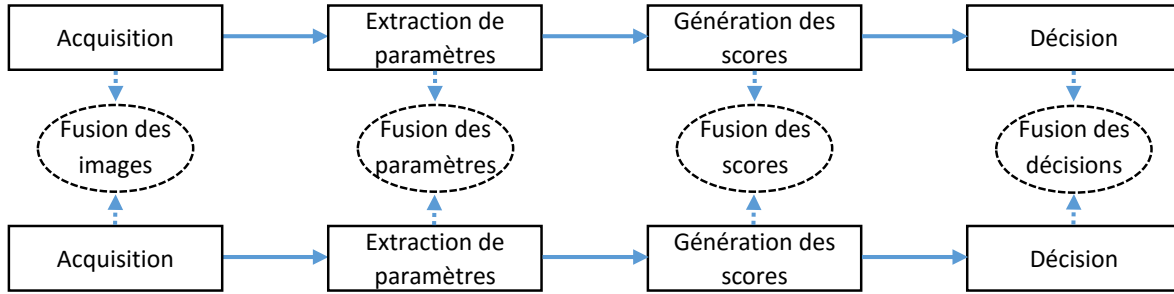 Acquisition
Extraction de
paramètres
Génération des
scores
Décision
Fusion des
images
Fusion des
paramètres
Fusion des
scores
Fusion des
décisions
Acquisition
Extraction de
paramètres
Génération des
scores
Décision